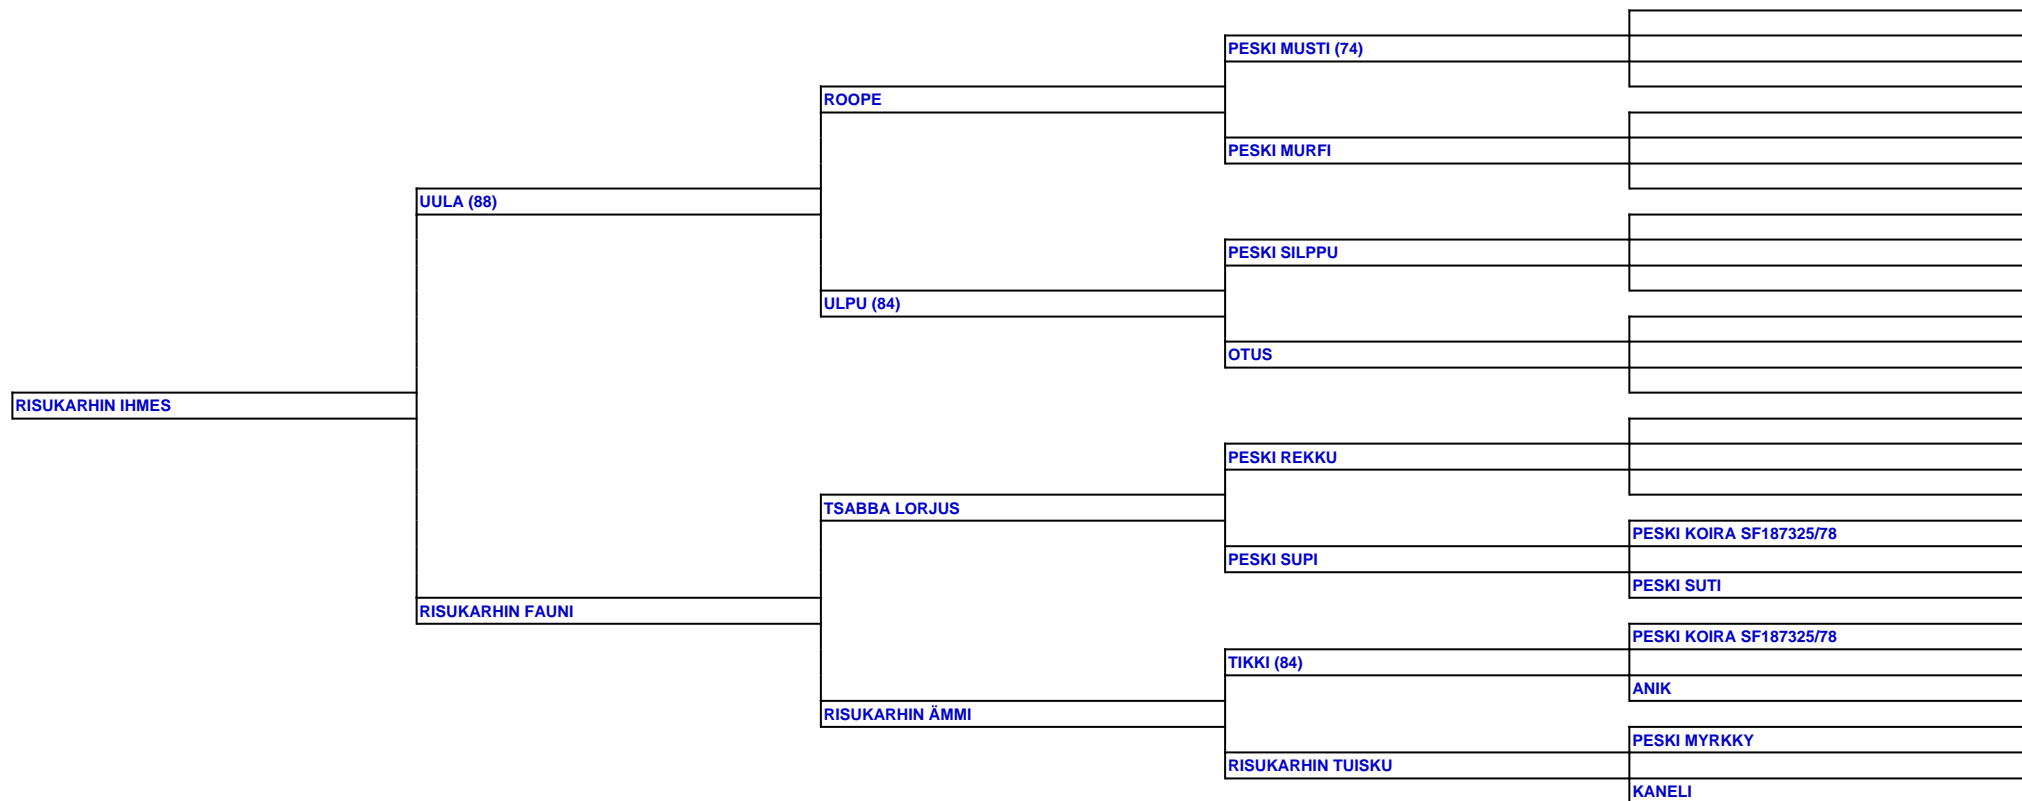 PESKI MUSTI (74)
ROOPE
PESKI MURFI
UULA (88)
PESKI SILPPU
ULPU (84)
OTUS
RISUKARHIN IHMES
PESKI REKKU
TSABBA LORJUS
PESKI KOIRA SF187325/78
PESKI SUPI
PESKI SUTI
RISUKARHIN FAUNI
PESKI KOIRA SF187325/78
TIKKI (84)
ANIK
RISUKARHIN ÄMMI
PESKI MYRKKY
RISUKARHIN TUISKU
KANELI